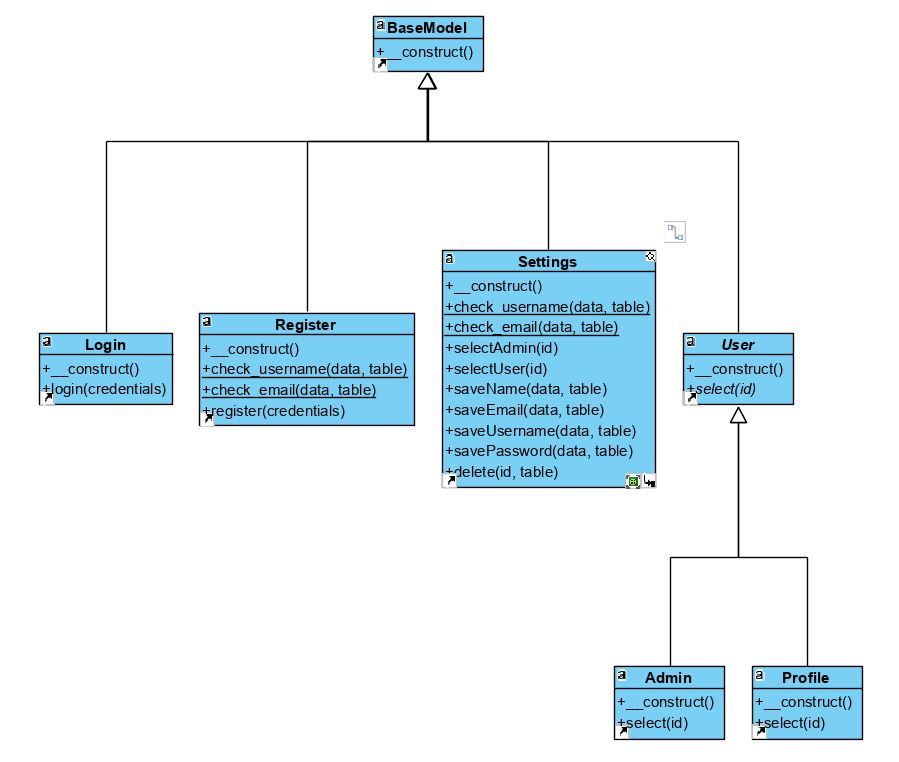 BaseModel
+__construct()
Settings
+__construct()
+check_username(data, table)
+check_email(data, table)
+selectAdmin(id)
+selectUser(id)
+saveName(data, table)
+saveEmail(data, table)
+saveUsername(data, table)
+savePassword(data, table)
+delete(id, table)
Register
+__construct()
+check_username(data, table)
+check_email(data, table)
+register(credentials)
Login
+__construct()
+login(credentials)
User
+__construct()
+select(id)
Admin
+__construct()
+select(id)
Profile
+__construct()
+select(id)